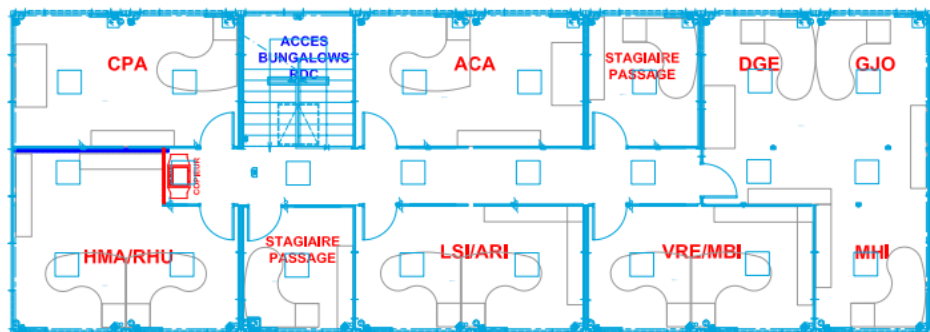 CPA
ACCES
BUNGALOWS
RDC
ACA
STAGIAIRE
PASSAGE
DGE
GJO
COPIEUR
HMA/RHU
STAGIAIRE
PASSAGE
LSI/ARI
VRE/MBI
MHI